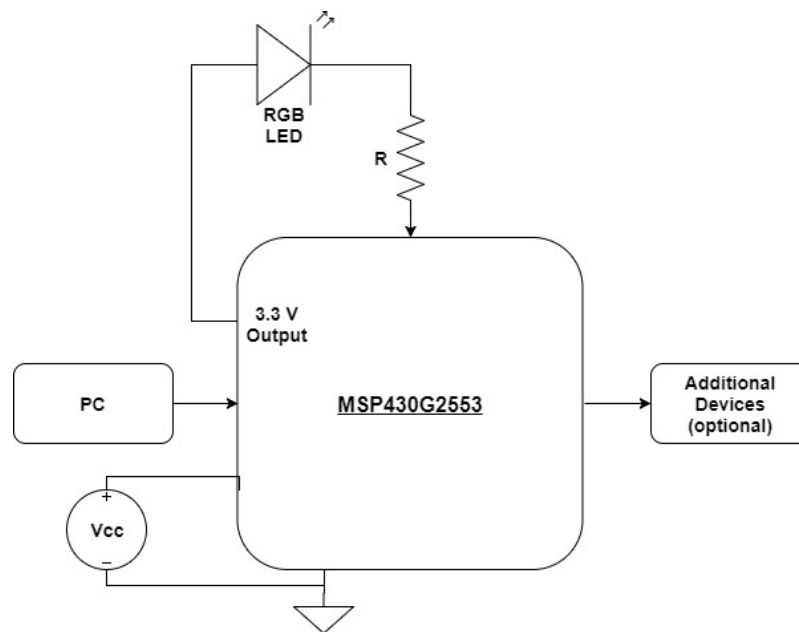 RGB
LED
R
3.3 V
Output
PC
MSP430G2553
Additional
Devices
(optional)
+
Vcc
−